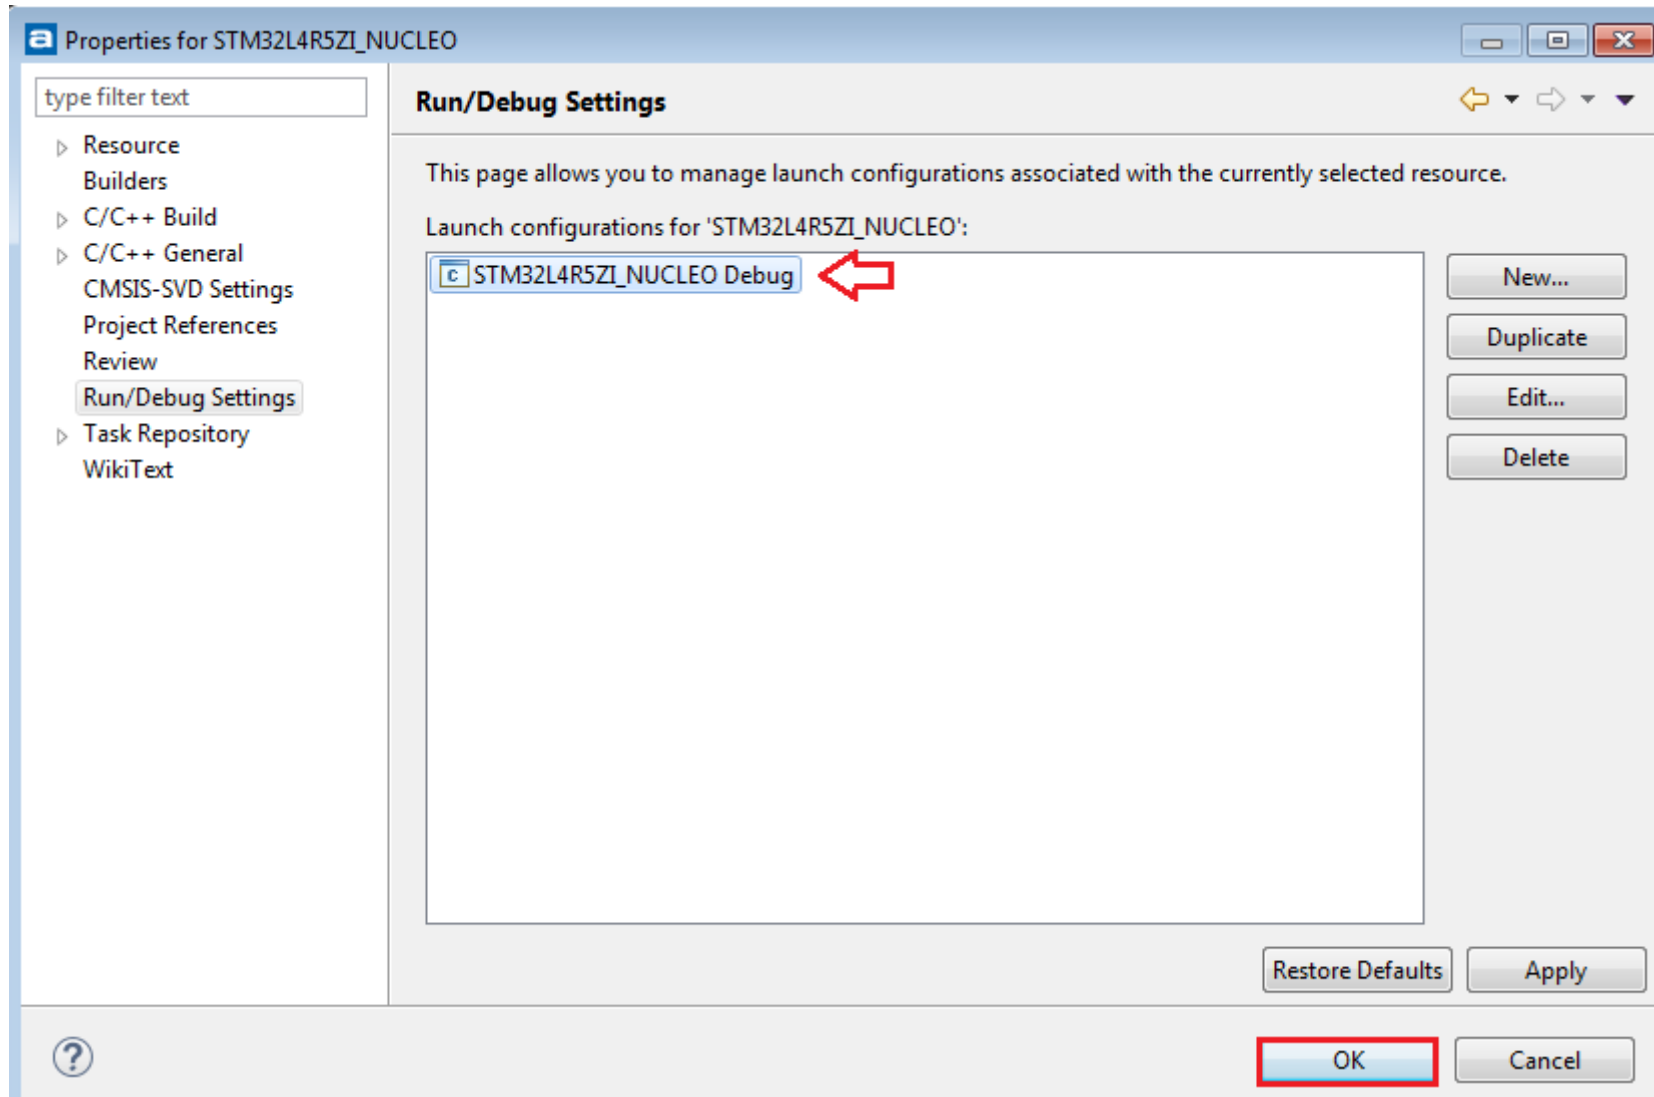 a Properties for STM32L4R5ZI_NUCLEO
type filter text
Resource
Builders
C/C++ Build
C/C++ General
CMSIS-SVD Settings
Project References
Review
Run/Debug Settings
Task Repository
WikiText
Run/Debug Settings
This page allows you to manage launch configurations associated with the currently selected resource.
Launch configurations for 'STM32L4R5ZI_NUCLEO':
c STM32L4R5ZI_NUCLEO Debug
New...
Duplicate
Edit...
Delete
Restore Defaults
Apply
?
OK
Cancel